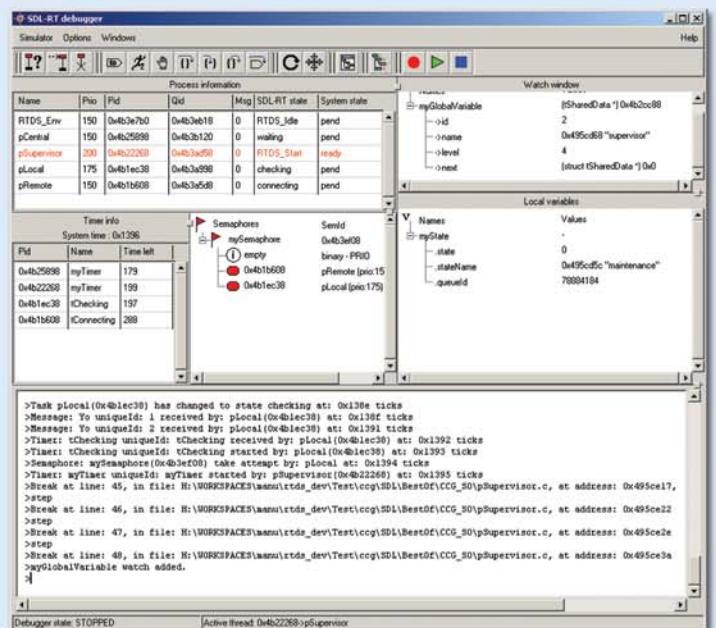 SDL-RT debugger
Simulator Options Windows Help
Process information
Name Prio Pid Qid Msg SDL-RT state System state
RTDS_Env 150 0x4b3e7b0 0x4b3eb18 0 RTDS_Idle pend
pCentral 150 0x4b25898 0x4b3b120 0 waiting pend
pSupervisor 200 0x4b22268 0x4b3ad58 0 RTDS_Start ready
pLocal 175 0x4b1ec38 0x4b3a998 0 checking pend
pRemote 150 0x4b1b608 0x4b3a5d8 0 connecting pend
Watch window
myGlobalVariable (tSharedData *) 0x4b2cc88
->id 2
->name 0x495cd68 "supervisor"
->level 4
->next (struct tSharedData *) 0x0
Timer info
System time : 0x1396
Pid Name Time left
0x4b25898 myTimer 179
0x4b22268 myTimer 199
0x4b1ec38 tChecking 197
0x4b1b608 tConnecting 288
Semaphores SemId
mySemaphore 0x4b3ef08
empty binary - PRIO
0x4b1b608 pRemote (prio:15
0x4b1ec38 pLocal (prio:175)
Local variables
Names Values
myState -
.state 0
.stateName 0x495cd5c "maintenance"
.queueId 78884184
>Task pLocal(0x4b1ec38) has changed to state checking at: 0x138e ticks
>Message: Yo uniqueId: 1 received by: pLocal(0x4b1ec38) at: 0x138f ticks
>Message: Yo uniqueId: 2 received by: pLocal(0x4b1ec38) at: 0x1391 ticks
>Timer: tChecking uniqueId: tChecking received by: pLocal(0x4b1ec38) at: 0x1392 ticks
>Timer: tChecking uniqueId: tChecking started by: pLocal(0x4b1ec38) at: 0x1393 ticks
>Semaphore: mySemaphore(0x4b3ef08) take attempt by: pLocal at: 0x1394 ticks
>Timer: myTimer uniqueId: myTimer started by: pSupervisor(0x4b22268) at: 0x1395 ticks
>Break at line: 45, in file: H:\WORKSPACES\manu\rtds_dev\Test\ccg\SDL\BestOf\CCG_SO\pSupervisor.c, at address: 0x495ce17,
>step
>Break at line: 46, in file: H:\WORKSPACES\manu\rtds_dev\Test\ccg\SDL\BestOf\CCG_SO\pSupervisor.c, at address: 0x495ce22
>step
>Break at line: 47, in file: H:\WORKSPACES\manu\rtds_dev\Test\ccg\SDL\BestOf\CCG_SO\pSupervisor.c, at address: 0x495ce2e
>step
>Break at line: 48, in file: H:\WORKSPACES\manu\rtds_dev\Test\ccg\SDL\BestOf\CCG_SO\pSupervisor.c, at address: 0x495ce3a
>myGlobalVariable watch added.
>
Debugger state: STOPPED Active thread: 0x4b22268>pSupervisor